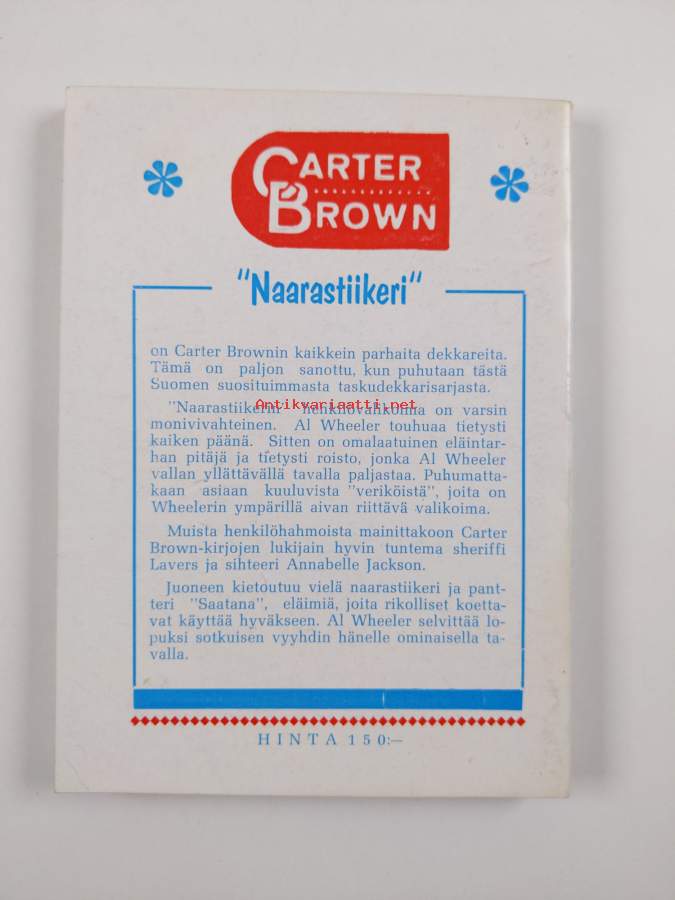 CARTER
BROWN
"Naarastiikeri"
on Carter Brownin kaikkein parhaita dekkareita.
Tämä on paljon sanottu, kun puhutaan tästä
Suomen suosituimmasta taskudekkarisarjasta.
Antikvariaatti.net
"Naarastiikerin" henkilövalikoima on varsin
monivivahteinen. Al Wheeler touhuaa tietysti
kaiken päänä. Sitten on omalaatuinen eläintar-
han pitäjä ja tietysti roisto, jonka Al Wheeler
vallan yllättävällä tavalla paljastaa. Puhumatta-
kaan asiaan kuuluvista "veriköistä", joita on
Wheelerin ympärillä aivan riittävä valikoima.
Muista henkilöhahmoista mainittakoon Carter
Brown-kirjojen lukijain hyvin tuntema sheriffi
Lavers ja sihteeri Annabelle Jackson.
Juoneen kietoutuu vielä naarastiikeri ja pant-
teri "Saatana", eläimiä, joita rikolliset koetta-
vat käyttää hyväkseen. Al Wheeler selvittää lo-
puksi sotkuisen vyyhdin hänelle ominaisella ta-
valla.
HINTA 150:—